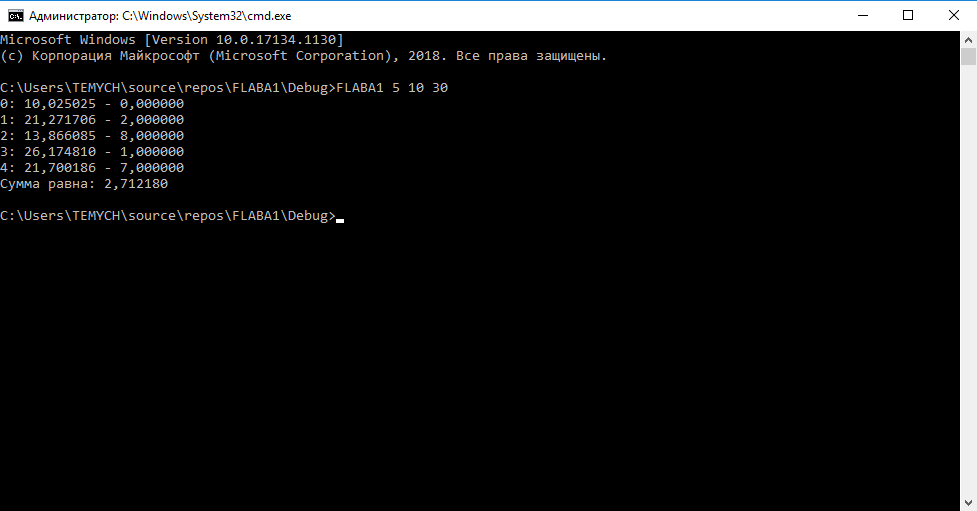 Администратор: C:\Windows\System32\cmd.exe
Microsoft Windows [Version 10.0.17134.1130]
(c) Корпорация Майкрософт (Microsoft Corporation), 2018. Все права защищены.
C:\Users\TEMYCH\source\repos\FLABA1\Debug>FLABA1 5 10 30
0: 10,025025 - 0,000000
1: 21,271706 - 2,000000
2: 13,866085 - 8,000000
3: 26,174810 - 1,000000
4: 21,700186 - 7,000000
Сумма равна: 2,712180
C:\Users\TEMYCH\source\repos\FLABA1\Debug>